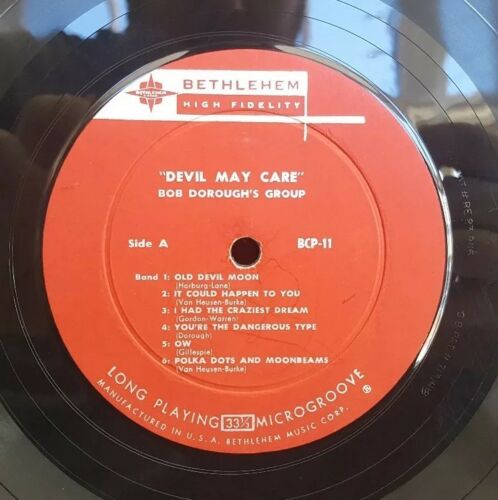 BETHLEHEM
BETHLEHEM
HIGH FIDELITY
"DEVIL MAY CARE"
BOB DOROUGH'S GROUP
Side A
BCP-11
Band 1: OLD DEVIL MOON
(Harburg-Lane)
2: IT COULD HAPPEN TO YOU
(Van Heusen-Burke)
3: I HAD THE CRAZIEST DREAM
(Gordon-Warren)
4: YOU'RE THE DANGEROUS TYPE
(Dorough)
5: OW
(Gillespie)
6: POLKA DOTS AND MOONBEAMS
(Van Heusen-Burke)
LONG PLAYING 33⅓ MICROGROOVE ®
MANUFACTURED IN U.S.A. BETHLEHEM MUSIC CORP.